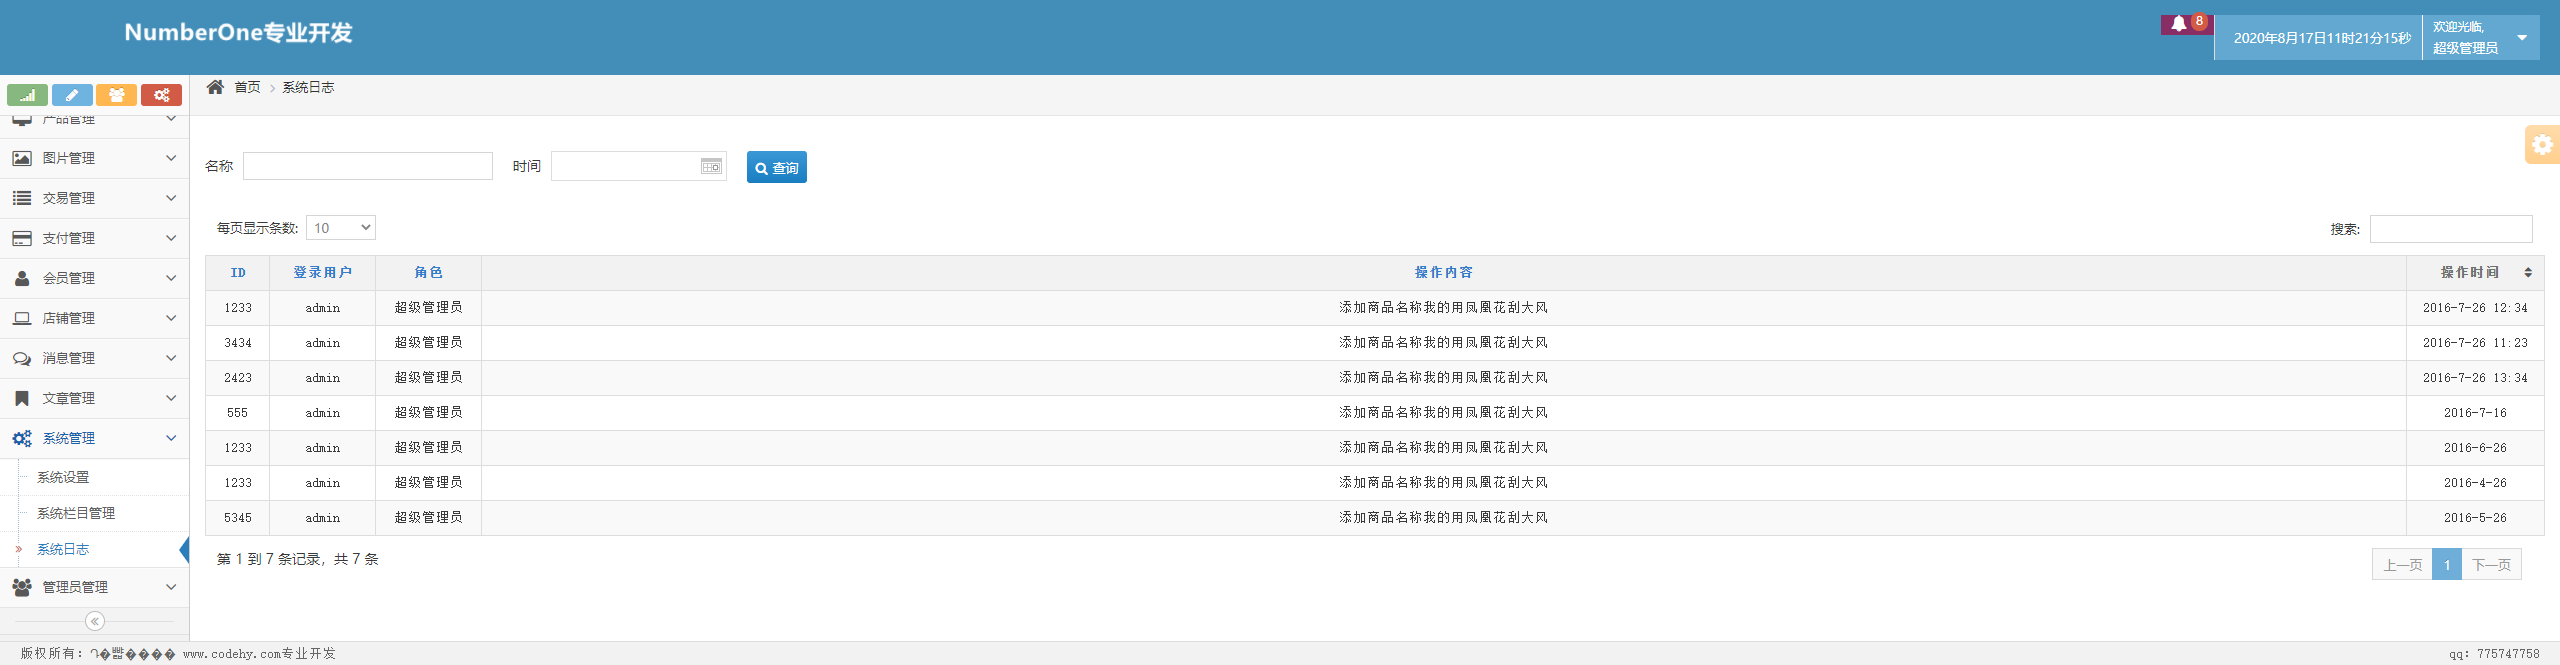 NumberOne专业开发
8
2020年8月17日11时21分15秒
欢迎光临,
超级管理员
首页
系统日志
产品管理
图片管理
交易管理
支付管理
会员管理
店铺管理
消息管理
文章管理
系统管理
系统设置
系统栏目管理
系统日志
管理员管理
名称
时间
查询
每页显示条数: 10
搜索:
ID 登录用户 角色 操作内容 操作时间
1233 admin 超级管理员 添加商品名称我的用凤凰花刮大风 2016-7-26 12:34
3434 admin 超级管理员 添加商品名称我的用凤凰花刮大风 2016-7-26 11:23
2423 admin 超级管理员 添加商品名称我的用凤凰花刮大风 2016-7-26 13:34
555 admin 超级管理员 添加商品名称我的用凤凰花刮大风 2016-7-16
1233 admin 超级管理员 添加商品名称我的用凤凰花刮大风 2016-6-26
1233 admin 超级管理员 添加商品名称我的用凤凰花刮大风 2016-4-26
5345 admin 超级管理员 添加商品名称我的用凤凰花刮大风 2016-5-26
第 1 到 7 条记录，共 7 条
上一页 1 下一页
版权所有： www.codehy.com专业开发
qq: 775747758